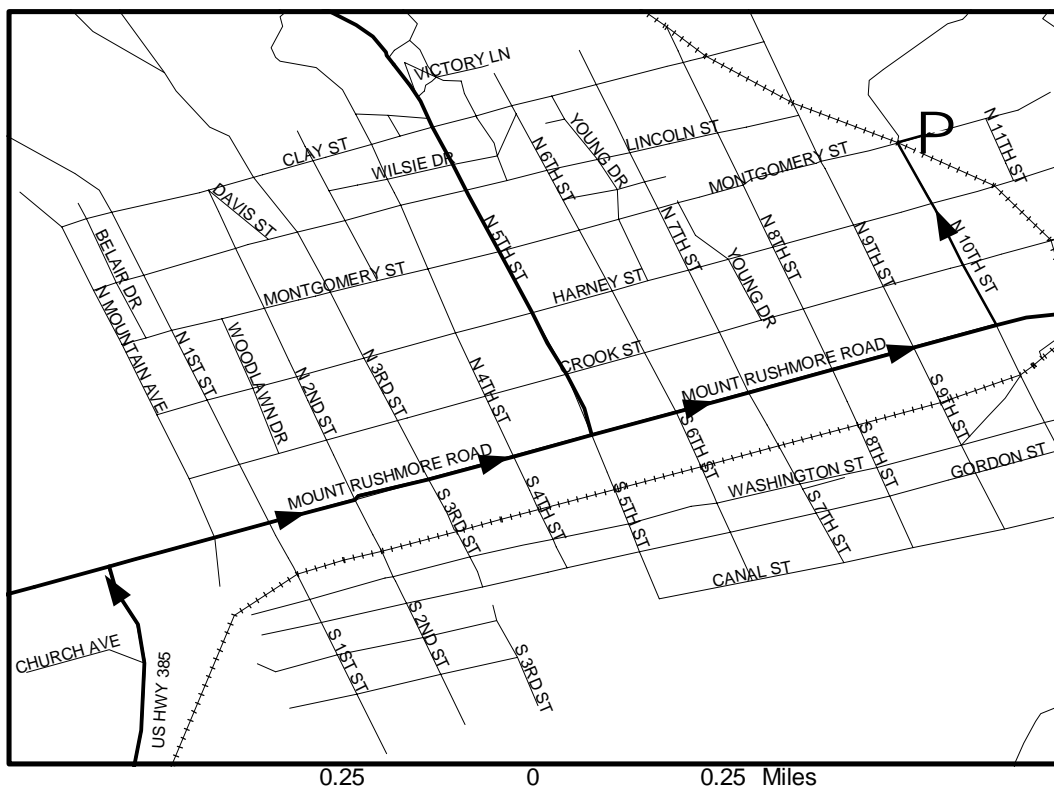 VICTORY LN
P
N 11TH ST
YOUNG DR
LINCOLN ST
CLAY ST
N 6TH ST
WILSIE DR
MONTGOMERY ST
DAVIS ST
N 5TH ST
N 7TH ST
N 8TH ST
N 9TH ST
N 10TH ST
BELAIR DR
MONTGOMERY ST
HARNEY ST
YOUNG DR
N MOUNTAIN AVE
N 1ST ST
WOODLAWN DR
N 2ND ST
N 3RD ST
N 4TH ST
CROOK ST
MOUNT RUSHMORE ROAD
MOUNT RUSHMORE ROAD
S 9TH ST
S 8TH ST
S 6TH ST
GORDON ST
WASHINGTON ST
S 3RD ST
S 4TH ST
S 5TH ST
S 7TH ST
CANAL ST
S 2ND ST
S 1ST ST
S 3RD ST
CHURCH AVE
US HWY 385
0.25 0 0.25 Miles